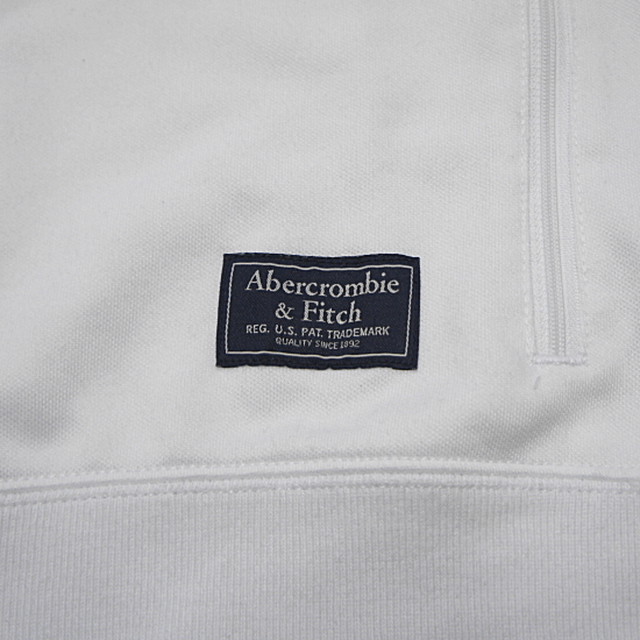 Abercrombie
& Fitch
REG. U.S. PAT. TRADEMARK
QUALITY SINCE 1892